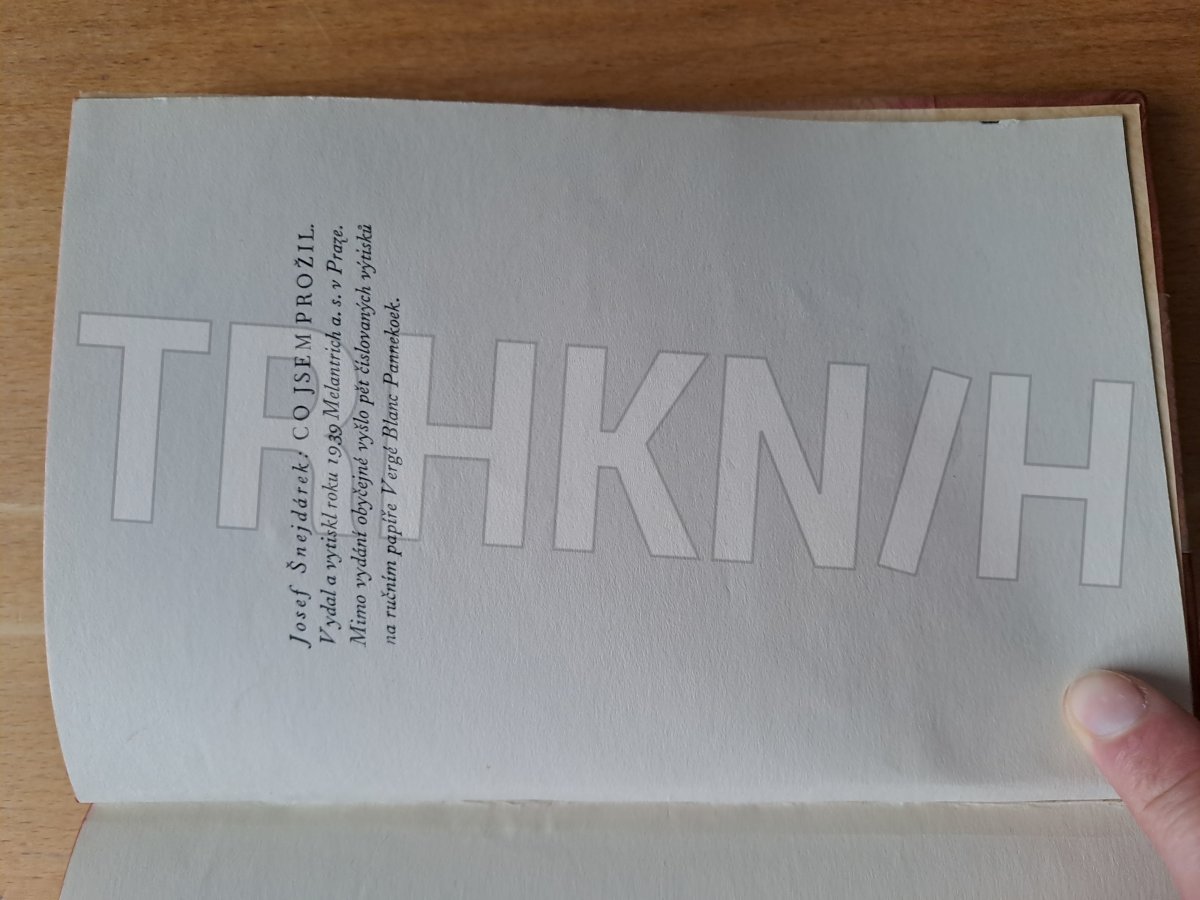 Josef Šnejdárek: CO JSEM PROŽIL.
Vydal a vytiskl roku 1939 Melantrich a. s. v Praze.
Mimo vydání obyčejné vyšlo pět číslovaných výtisků
na ručním papíře Vergé Blanc Pannekoek.
TRHKN/H